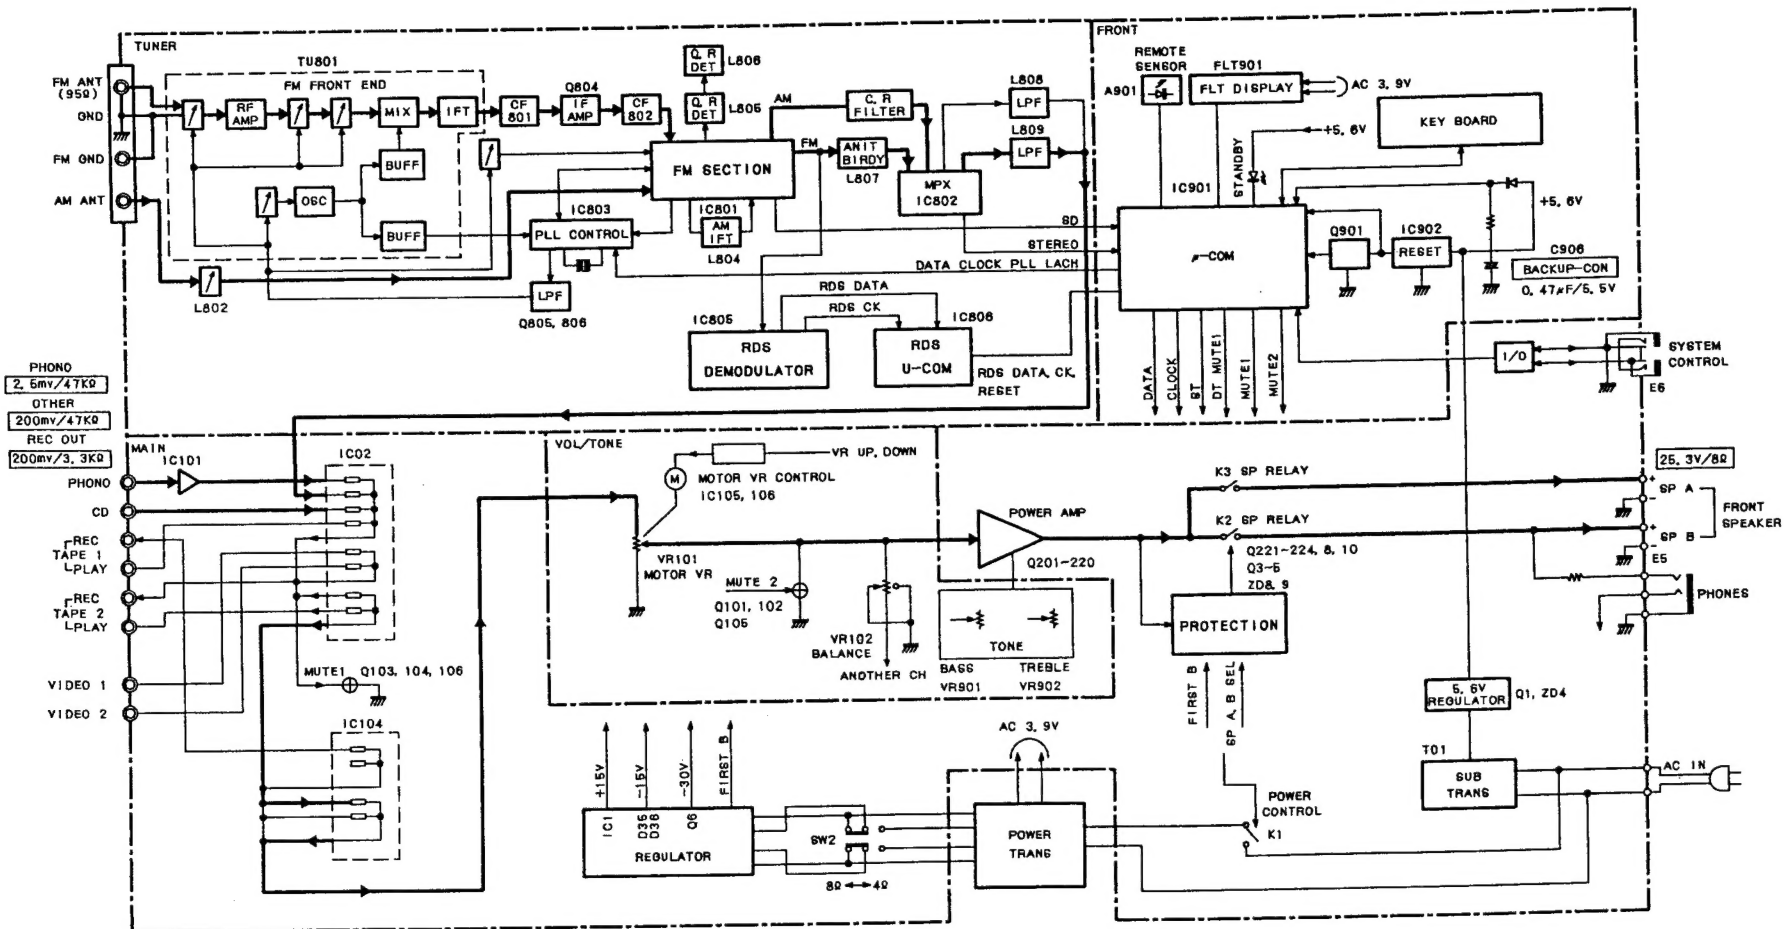 TUNER
FRONT
TU801
FM FRONT END
FM ANT
(95Ω)
GND
FM GND
AM ANT
RF
AMP
MIX
IFT
CF
801
Q804
IF
AMP
CF
802
BUFF
OSC
BUFF
L802
Q.R
DET
L806
Q.R
DET
L805
AM
C.R
FILTER
FM
ANIT
BIRDY
L807
FM SECTION
IC801
AM
IFT
L804
IC803
PLL CONTROL
LPF
Q805, 806
MPX
IC802
L808
LPF
L809
LPF
SD
STEREO
DATA CLOCK PLL LACH
RDS DATA
RDS CK
IC805
RDS
DEMODULATOR
IC806
RDS
U-COM
RDS DATA, CK,
RESET
REMOTE
SENSOR
A901
FLT901
FLT DISPLAY
AC 3, 9V
KEY BOARD
+5, 6V
STANDBY
IC901
μ-COM
Q901
IC902
RESET
+5, 6V
C906
BACKUP-CON
0, 47μF/5, 5V
DATA
CLOCK
ST
DT MUTE1
MUTE1
MUTE2
I/O
SYSTEM
CONTROL
E6
PHONO
2, 5mv/47KΩ
OTHER
200mv/47KΩ
REC OUT
200mv/3, 3KΩ
MAIN
IC101
PHONO
CD
REC
TAPE 1
PLAY
REC
TAPE 2
PLAY
VIDEO 1
VIDEO 2
IC02
MUTE1 Q103, 104, 106
IC104
VOL/TONE
VR UP, DOWN
M
MOTOR VR CONTROL
IC105, 106
VR101
MOTOR VR
MUTE 2
Q101, 102
Q105
VR102
BALANCE
ANOTHER CH
POWER AMP
Q201-220
TONE
BASS
TREBLE
VR901
VR902
K3 SP RELAY
K2 SP RELAY
Q221-224, 8, 10
Q3-5
ZD8, 9
PROTECTION
FIRST B
SP A, B SEL
25, 3V/8Ω
+
SP A
-
FRONT
SPEAKER
+
SP B
-
E5
PHONES
5, 6V
REGULATOR
Q1, ZD4
T01
SUB
TRANS
AC IN
POWER
CONTROL
K1
AC 3, 9V
POWER
TRANS
+15V
-15V
-30V
FIRST B
IC1
D35
D38
Q6
REGULATOR
SW2
8Ω
4Ω